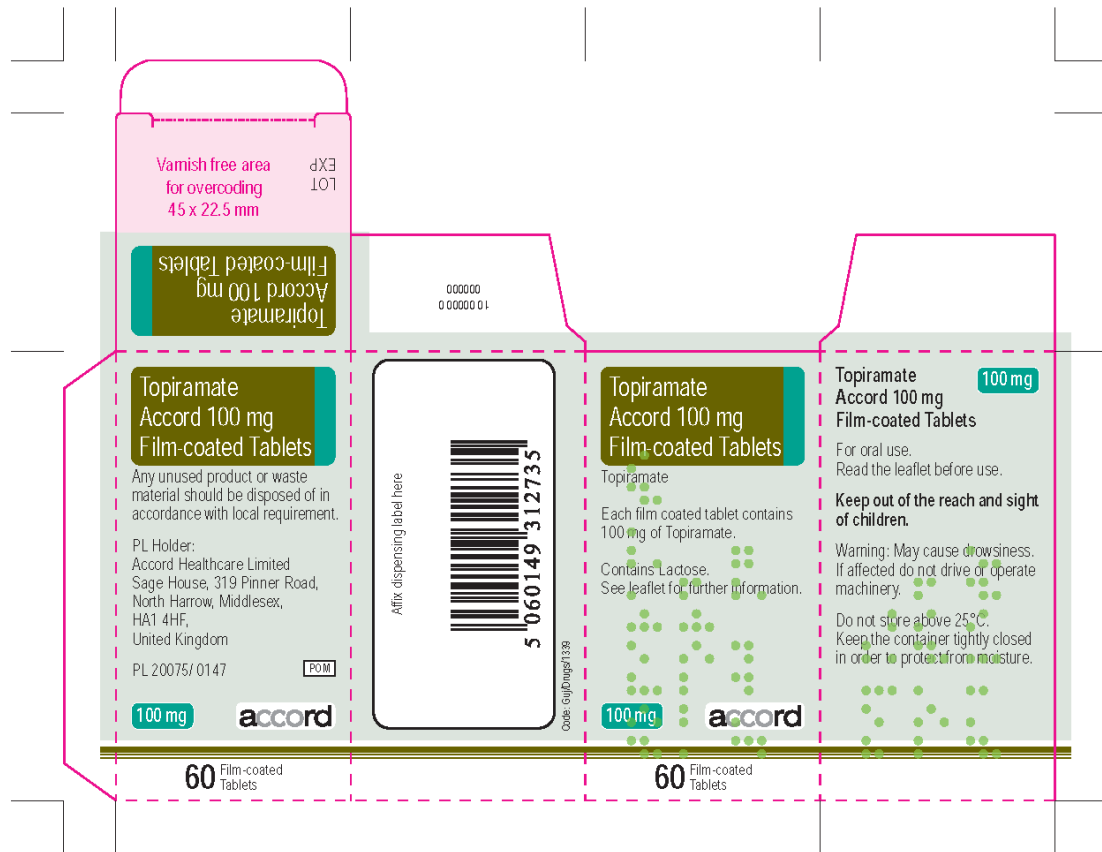 Varnish free area
for overcoding
45 x 22.5 mm
LOT
EXP
Topiramate
Accord 100 mg
Film-coated Tablets
10 000000 0
000000
Topiramate
Accord 100 mg
Film-coated Tablets
Any unused product or waste
material should be disposed of in
accordance with local requirement.
PL Holder:
Accord Healthcare Limited
Sage House, 319 Pinner Road,
North Harrow, Middlesex,
HA1 4HF,
United Kingdom
PL 20075/ 0147
POM
100 mg
accord
60 Film-coated
Tablets
Affix dispensing label here
5 060149 312735
Code: Guj/Drugs/1339
Topiramate
Accord 100 mg
Film-coated Tablets
Topiramate
Each film coated tablet contains
100 mg of Topiramate.
Contains Lactose.
See leaflet for further information.
100 mg
accord
60 Film-coated
Tablets
Topiramate
Accord 100 mg
Film-coated Tablets
100 mg
For oral use.
Read the leaflet before use.
Keep out of the reach and sight
of children.
Warning: May cause drowsiness.
If affected do not drive or operate
machinery.
Do not store above 25°C.
Keep the container tightly closed
in order to protect from moisture.